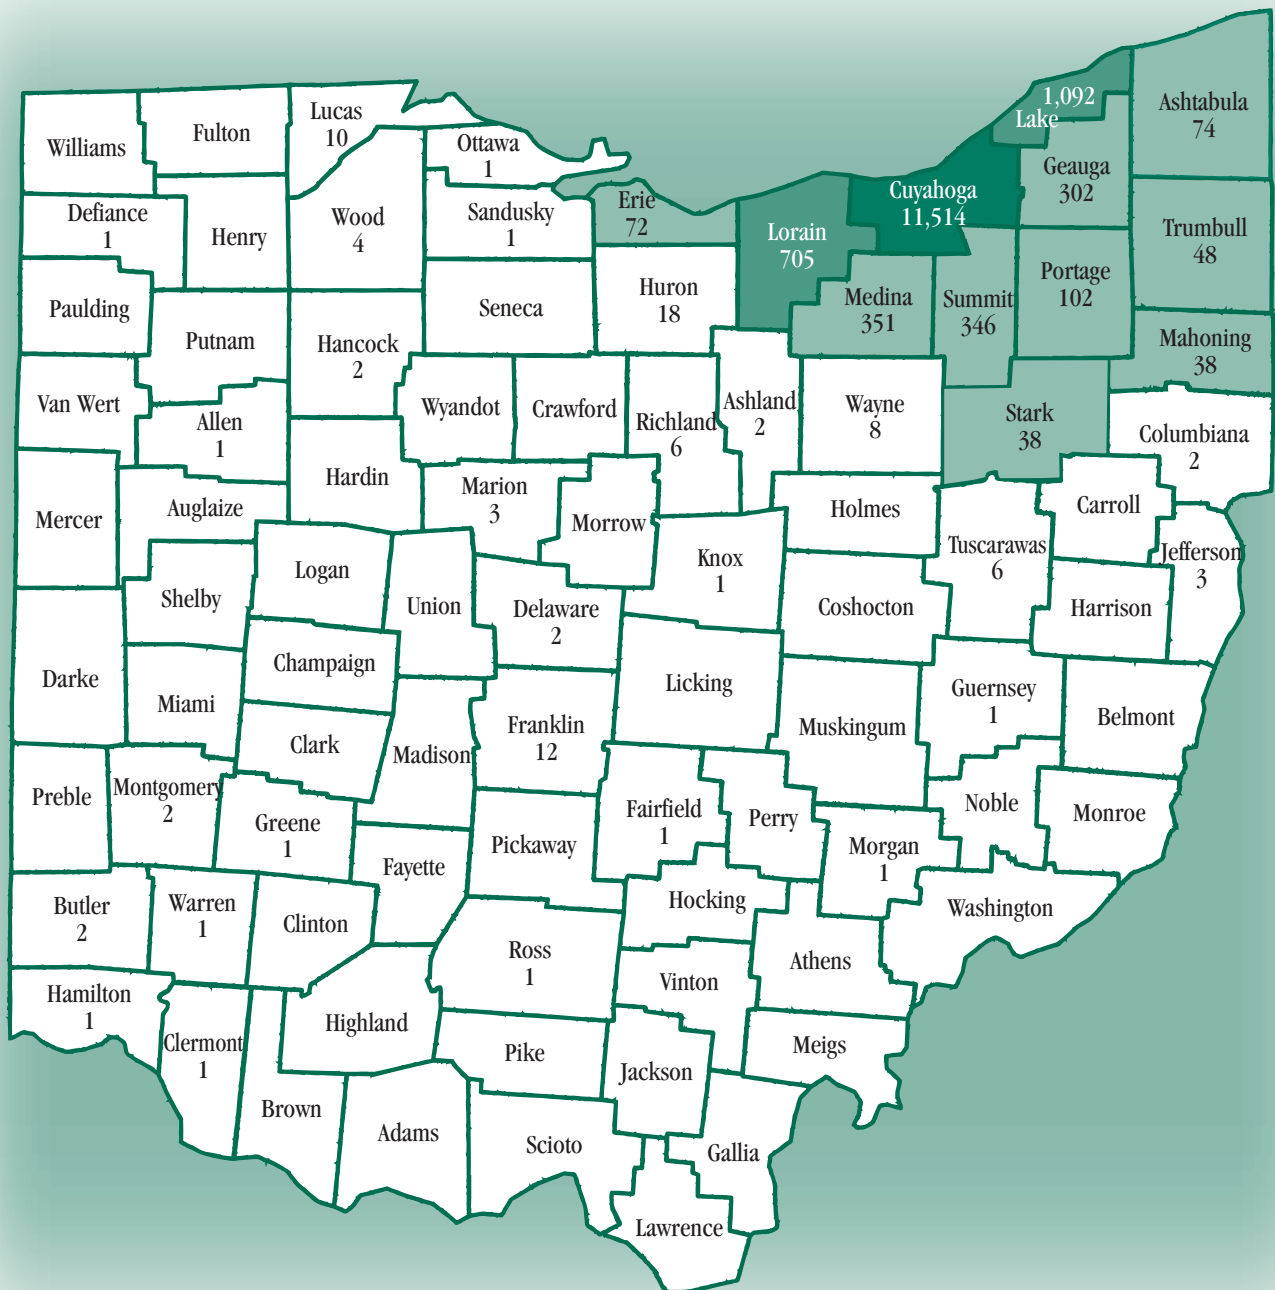 1,092
Lake
Ashtabula
74
Lucas
10
Fulton
Williams
Ottawa
1
Geauga
302
Cuyahoga
11,514
Erie
72
Sandusky
1
Defiance
1
Wood
4
Henry
Lorain
705
Trumbull
48
Portage
102
Medina
351
Summit
346
Huron
18
Seneca
Paulding
Putnam
Hancock
2
Mahoning
38
Van Wert
Allen
1
Wyandot
Crawford
Richland
6
Ashland
2
Wayne
8
Stark
38
Columbiana
2
Hardin
Marion
3
Mercer
Auglaize
Morrow
Holmes
Carroll
Tuscarawas
6
Jefferson
3
Knox
1
Logan
Shelby
Union
Delaware
2
Coshocton
Harrison
Champaign
Darke
Miami
Licking
Guernsey
1
Belmont
Franklin
12
Muskingum
Clark
Madison
Preble
Montgomery
2
Greene
1
Fairfield
1
Perry
Noble
Monroe
Pickaway
Morgan
1
Fayette
Butler
2
Warren
1
Clinton
Hocking
Washington
Ross
1
Athens
Vinton
Hamilton
1
Highland
Clermont
1
Pike
Meigs
Jackson
Brown
Adams
Scioto
Gallia
Lawrence